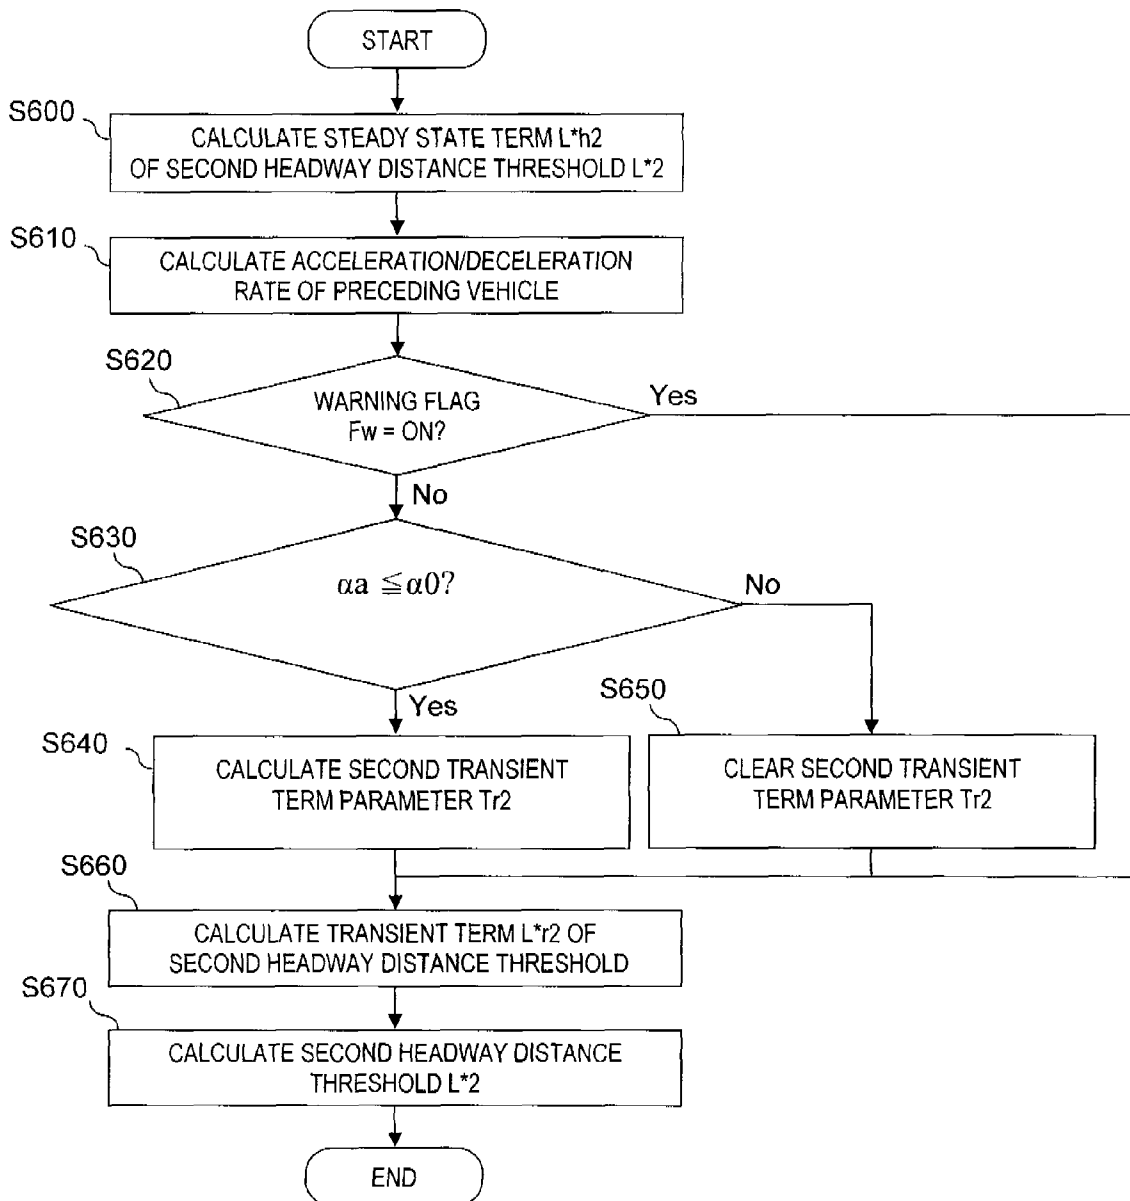 START
S600
CALCULATE STEADY STATE TERM L*h2
OF SECOND HEADWAY DISTANCE THRESHOLD L*2
S610
CALCULATE ACCELERATION/DECELERATION
RATE OF PRECEDING VEHICLE
S620
WARNING FLAG
Fw = ON?
Yes
No
S630
αa ≦ α0?
No
Yes
S640
CALCULATE SECOND TRANSIENT
TERM PARAMETER Tr2
S650
CLEAR SECOND TRANSIENT
TERM PARAMETER Tr2
S660
CALCULATE TRANSIENT TERM L*r2 OF
SECOND HEADWAY DISTANCE THRESHOLD
S670
CALCULATE SECOND HEADWAY DISTANCE
THRESHOLD L*2
END